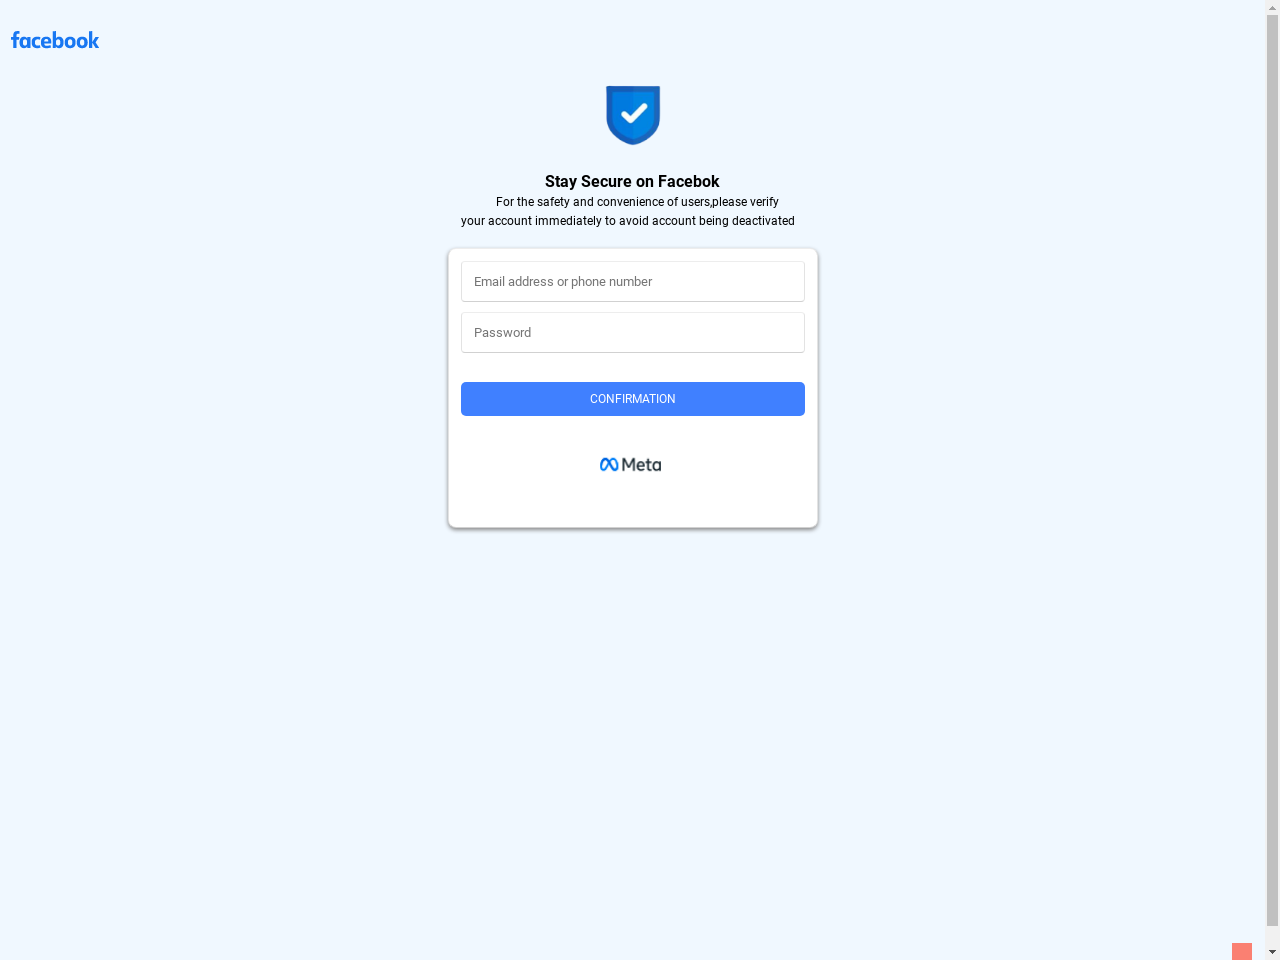 facebook
Stay Secure on Facebok
For the safety and convenience of users,please verify
your account immediately to avoid account being deactivated
Email address or phone number
Password
CONFIRMATION
Meta